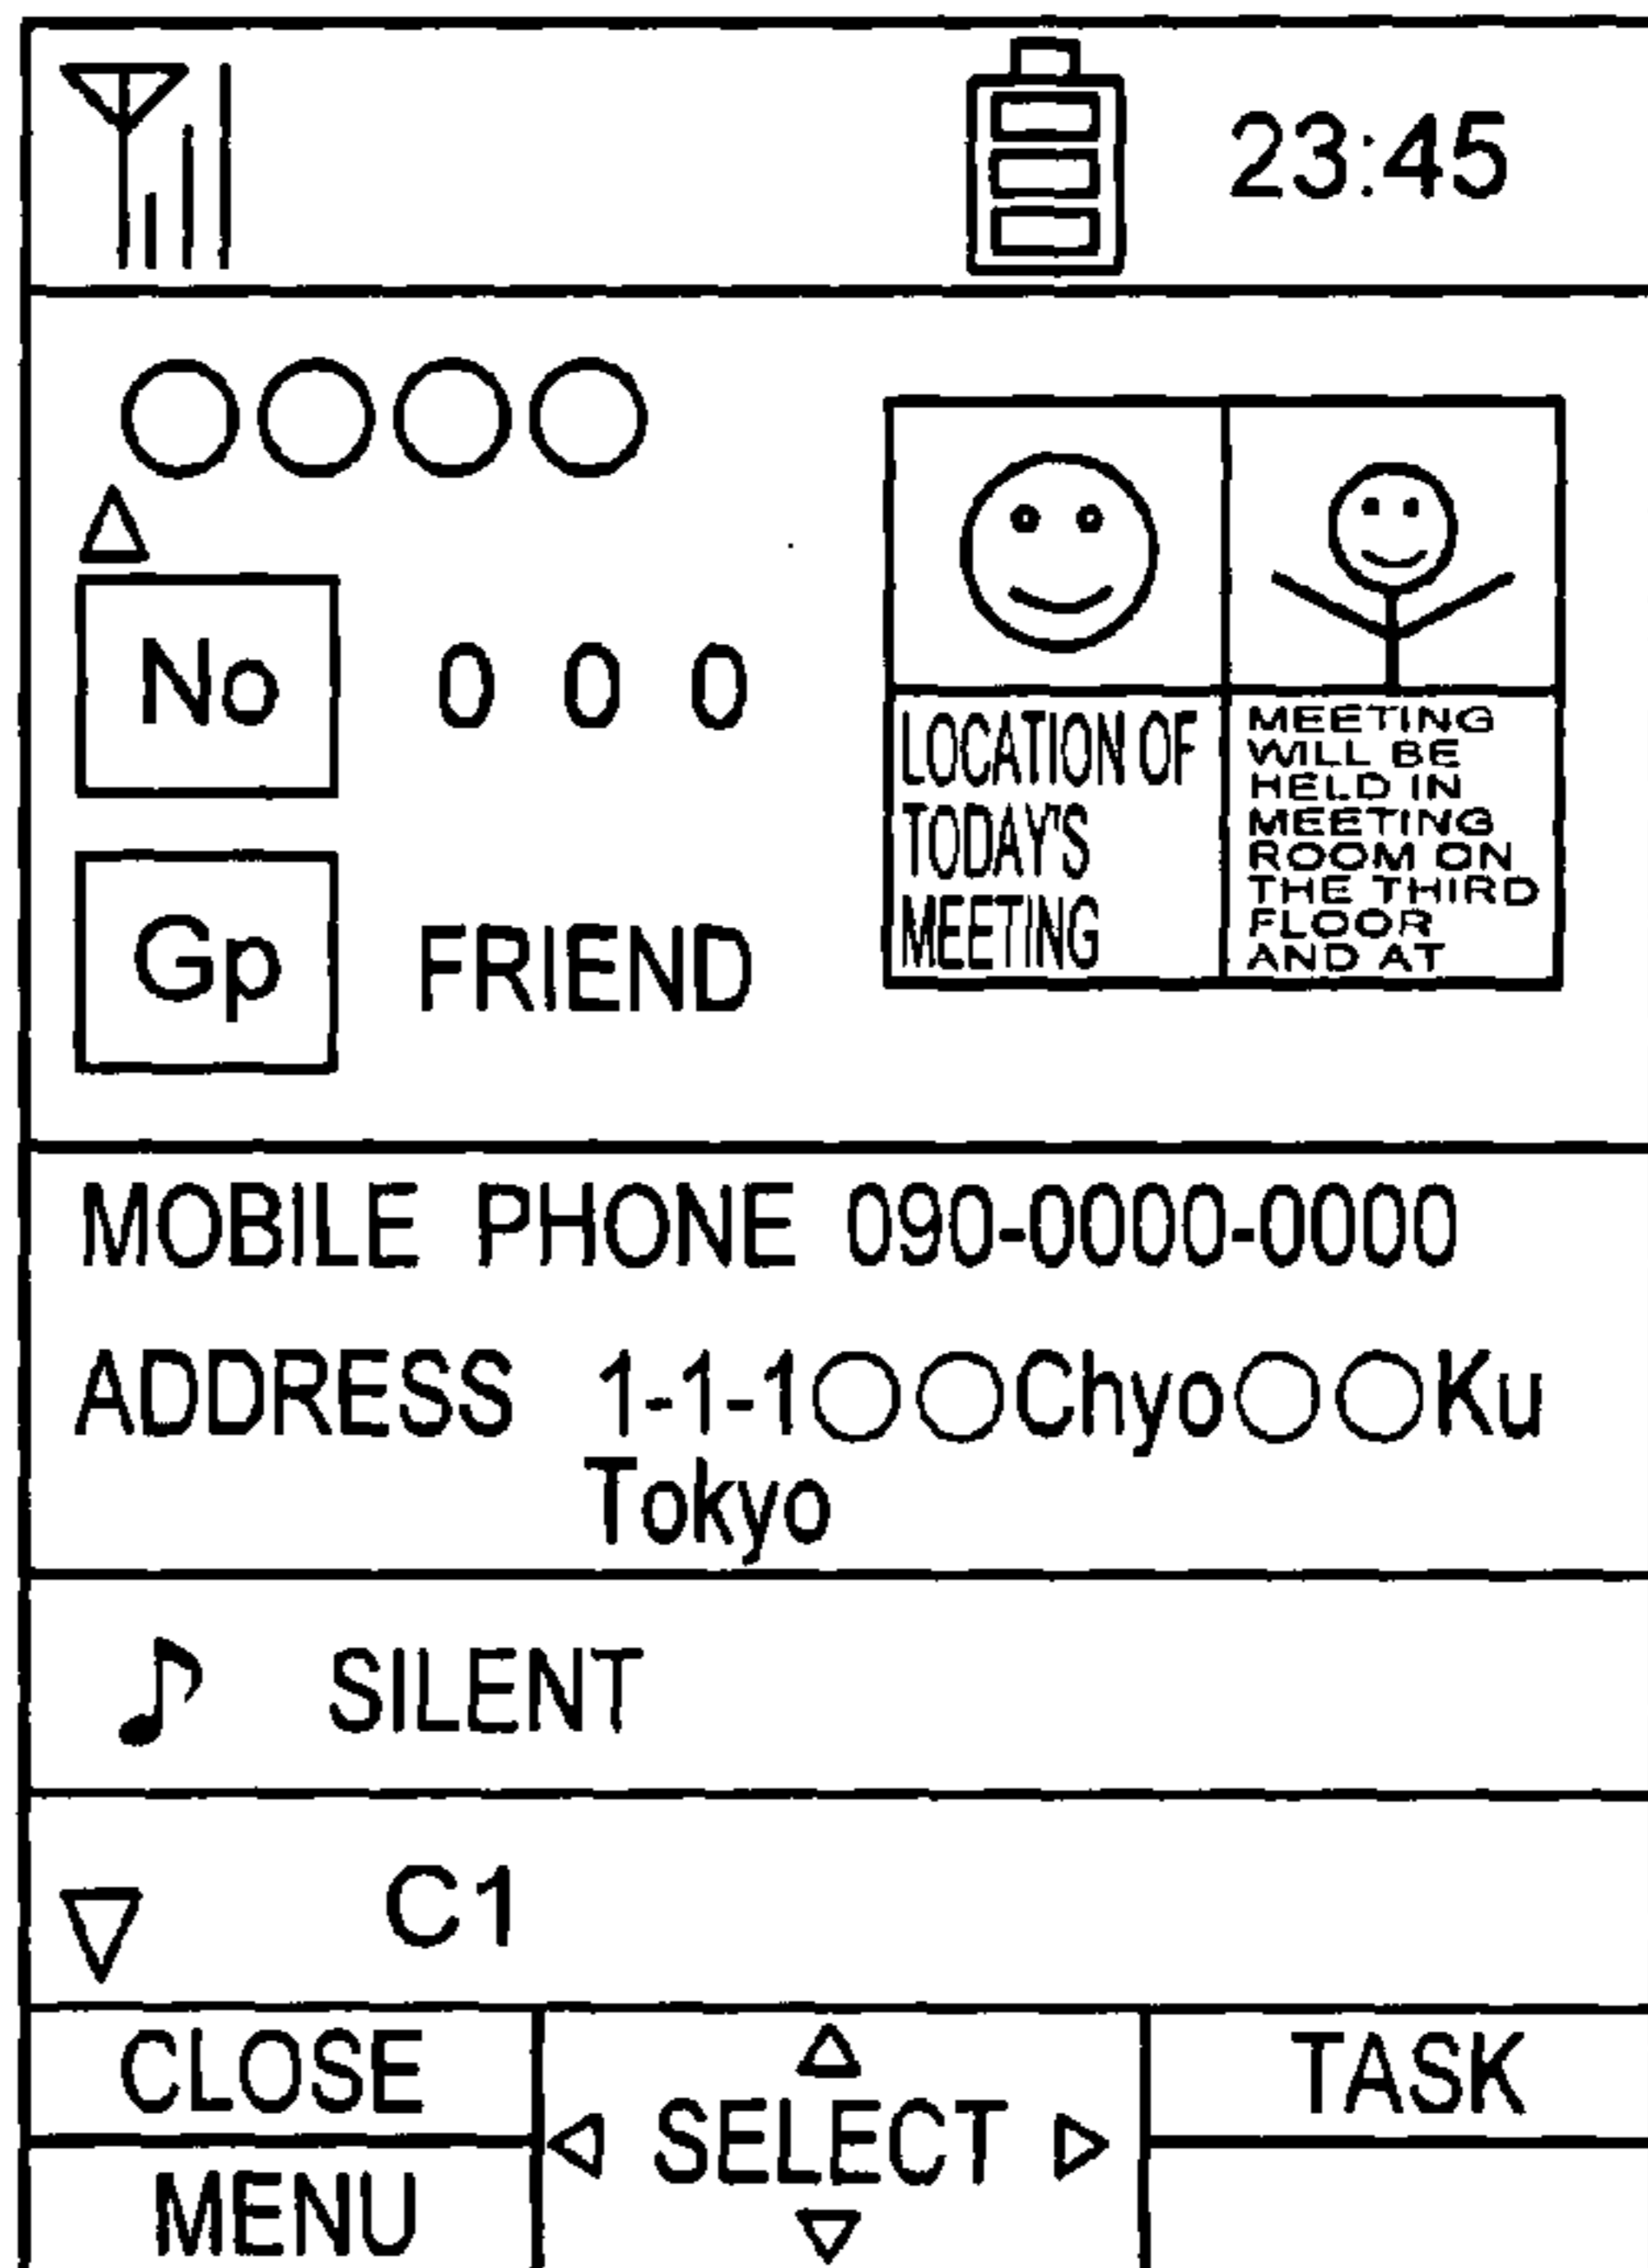 23:45
○○○○
No 0 0 0
Gp FRIEND
LOCATION OF
TODAY'S
MEETING
MEETING
WILL BE
HELD IN
MEETING
ROOM ON
THE THIRD
FLOOR
AND AT
MOBILE PHONE 090-0000-0000
ADDRESS 1-1-1○○Chyo○○Ku
Tokyo
♪ SILENT
C1
CLOSE
SELECT
TASK
MENU